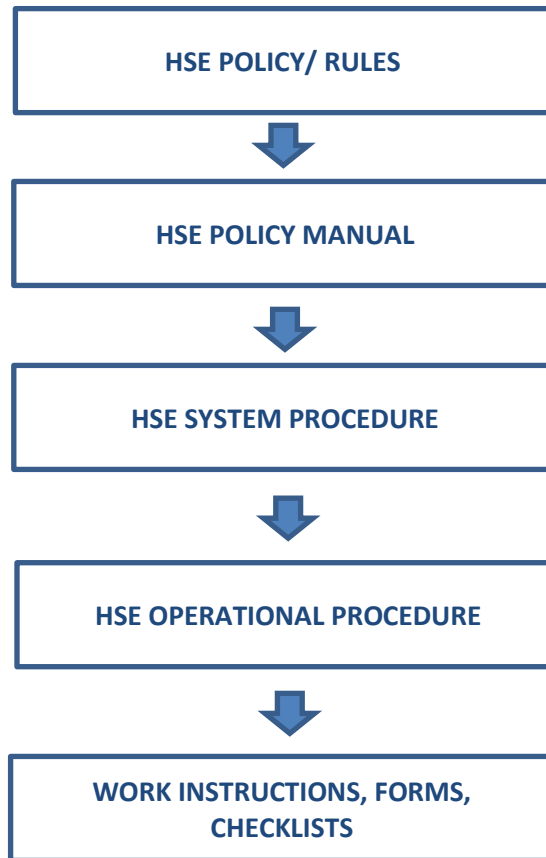 HSE POLICY/ RULES
HSE POLICY MANUAL
HSE SYSTEM PROCEDURE
HSE OPERATIONAL PROCEDURE
WORK INSTRUCTIONS, FORMS,
CHECKLISTS